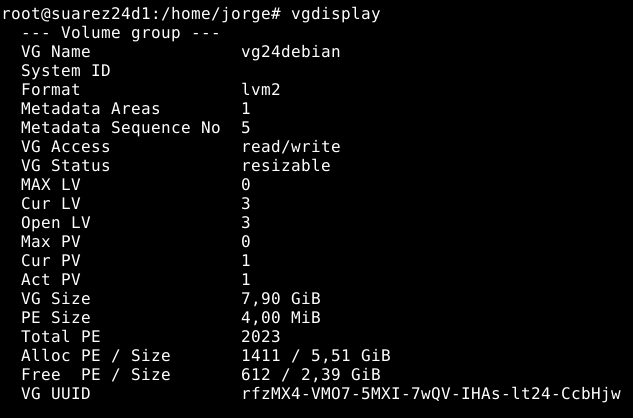 root@suarez24d1:/home/jorge# vgdisplay
  --- Volume group ---
  VG Name               vg24debian
  System ID
  Format                lvm2
  Metadata Areas        1
  Metadata Sequence No  5
  VG Access             read/write
  VG Status             resizable
  MAX LV                0
  Cur LV                3
  Open LV               3
  Max PV                0
  Cur PV                1
  Act PV                1
  VG Size               7,90 GiB
  PE Size               4,00 MiB
  Total PE              2023
  Alloc PE / Size       1411 / 5,51 GiB
  Free  PE / Size       612 / 2,39 GiB
  VG UUID               rfzMX4-VMO7-5MXI-7wQV-IHAs-lt24-CcbHjw